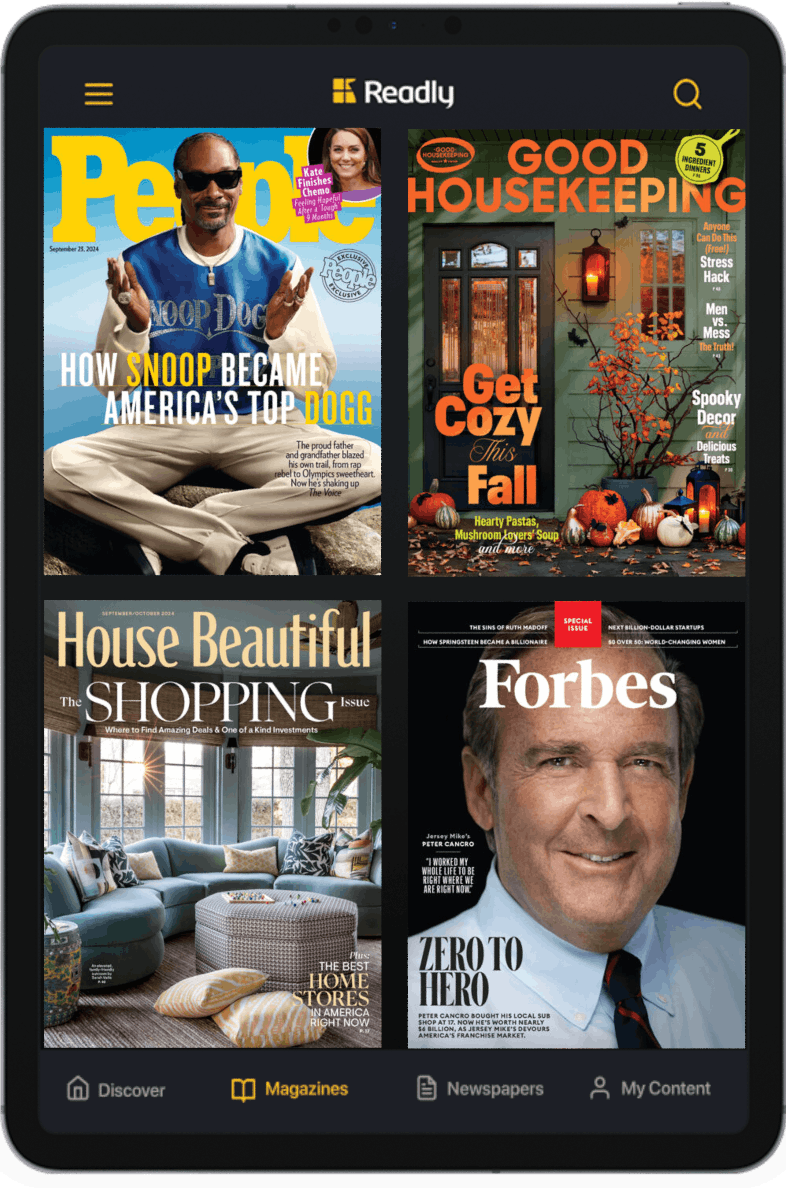 Readly
People
Kate
Finishes
Chemo
Feeling Hopeful
After a 'Tough'
9 Months
September 23, 2024
EXCLUSIVE
People
EXCLUSIVE
SNOOP DOGG
HOW SNOOP BECAME
AMERICA'S TOP DOGG
The proud father
and grandfather blazed
his own trail, from rap
rebel to Olympics sweetheart.
Now he's shaking up
The Voice
GOOD
HOUSEKEEPING
GOOD
HOUSEKEEPING
5
INGREDIENT
DINNERS
Anyone
Can Do This
(Free!)
Stress
Hack
Men
vs.
Mess
The Truth!
Spooky
Decor
and
Delicious
Treats
Get
Cozy
This
Fall
Hearty Pastas,
Mushroom Lovers' Soup
and more
SEPTEMBER/OCTOBER 2024
House Beautiful
The SHOPPING Issue
Where to Find Amazing Deals & One of a Kind Investments
Plus:
THE BEST
HOME
STORES
IN AMERICA
RIGHT NOW
THE SINS OF RUTH MADOFF
HOW SPRINGSTEEN BECAME A BILLIONAIRE
SPECIAL
ISSUE
NEXT BILLION-DOLLAR STARTUPS
50 OVER 50: WORLD-CHANGING WOMEN
Forbes
Jersey Mike's
PETER CANCRO
"I WORKED MY
WHOLE LIFE TO BE
RIGHT WHERE WE
ARE RIGHT NOW."
ZERO TO
HERO
PETER CANCRO BOUGHT HIS LOCAL SUB
SHOP AT 17. NOW HE'S WORTH NEARLY
$6 BILLION, AS JERSEY MIKE'S DEVOURS
AMERICA'S FRANCHISE MARKET.
Discover
Magazines
Newspapers
My Content